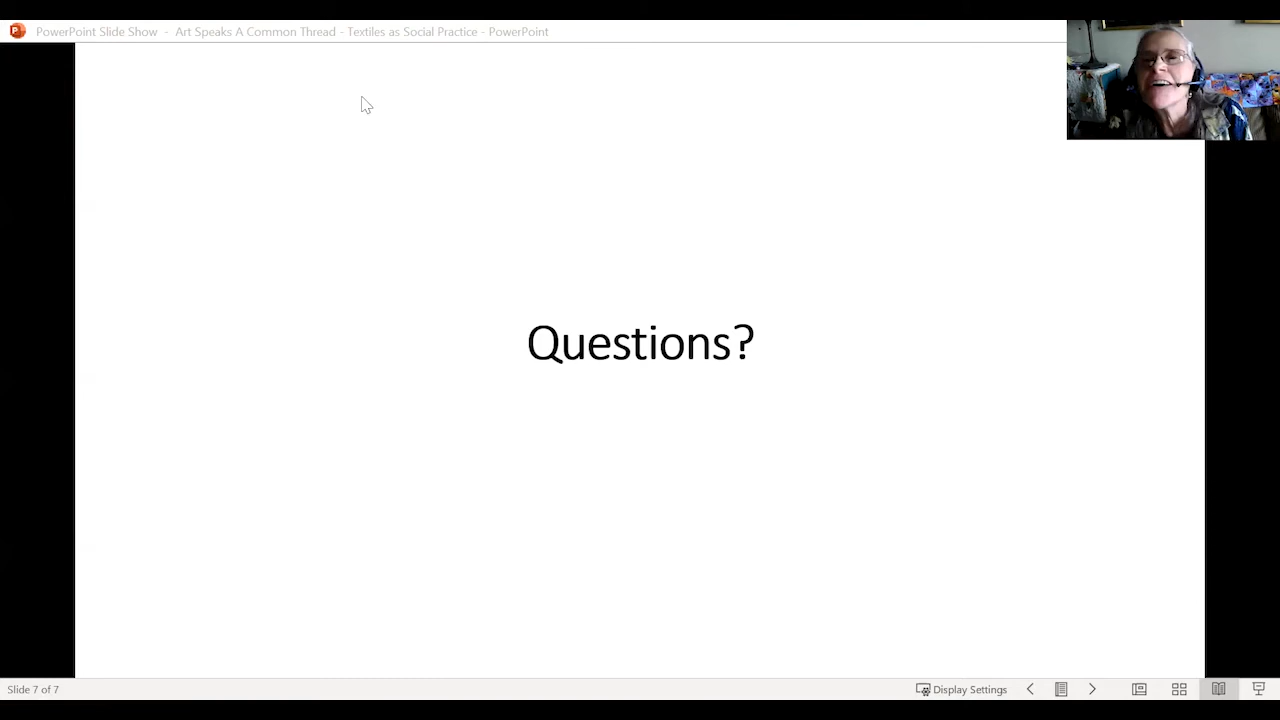 PowerPoint Slide Show - Art Speaks A Common Thread - Textiles as Social Practice - PowerPoint
Questions?
Slide 7 of 7
Display Settings